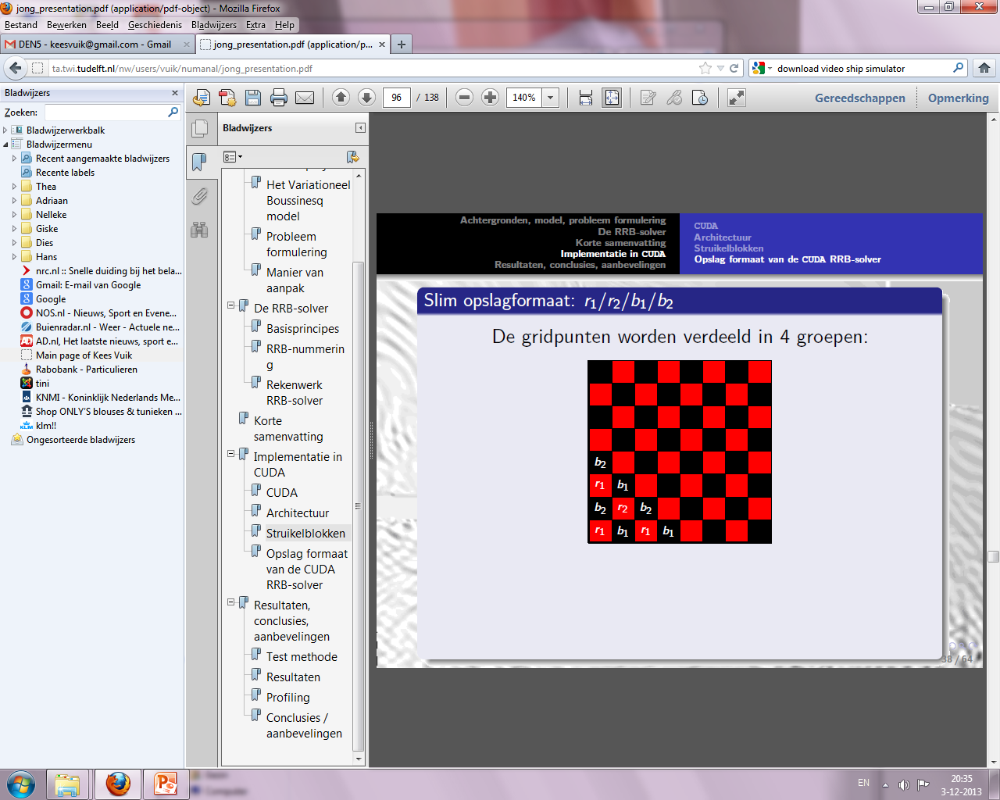 jong_presentation.pdf (application/pdf-object) - Mozilla Firefox
Bestand Bewerken Beeld Geschiedenis Bladwijzers Extra Help
DEN5 - keesvuik@gmail.com - Gmail
jong_presentation.pdf (application/p...
ta.twi.tudelft.nl/nw/users/vuik/numanal/jong_presentation.pdf
download video ship simulator
Bladwijzers
Zoeken:
Bladwijzerwerkbalk
Bladwijzermenu
Recent aangemaakte bladwijzers
Recente labels
Thea
Adriaan
Nelleke
Giske
Dies
Hans
nrc.nl :: Snelle duiding bij het bela...
Gmail: E-mail van Google
Google
NOS.nl - Nieuws, Sport en Evene...
Buienradar.nl - Weer - Actuele ne...
AD.nl, Het laatste nieuws, sport e...
Main page of Kees Vuik
Rabobank - Particulieren
tini
KNMI - Koninklijk Nederlands Me...
Shop ONLY'S blouses & tunieken ...
klm!!
Ongesorteerde bladwijzers
96 / 138
140%
Gereedschappen
Opmerking
Bladwijzers
Het Variationeel
Boussinesq
model
Probleem
formulering
Manier van
aanpak
De RRB-solver
Basisprincipes
RRB-nummerin
g
Rekenwerk
RRB-solver
Korte
samenvatting
Implementatie in
CUDA
CUDA
Architectuur
Struikelblokken
Opslag formaat
van de CUDA
RRB-solver
Resultaten,
conclusies,
aanbevelingen
Test methode
Resultaten
Profiling
Conclusies /
aanbevelingen
Achtergronden, model, probleem formulering
De RRB-solver
Korte samenvatting
Implementatie in CUDA
Resultaten, conclusies, aanbevelingen
CUDA
Architectuur
Struikelblokken
Opslag formaat van de CUDA RRB-solver
Slim opslagformaat: r1/r2/b1/b2
De gridpunten worden verdeeld in 4 groepen:
b2
r1 b1
b2 r2 b2
r1 b1 r1 b1
38 / 64
EN
20:35
3-12-2013